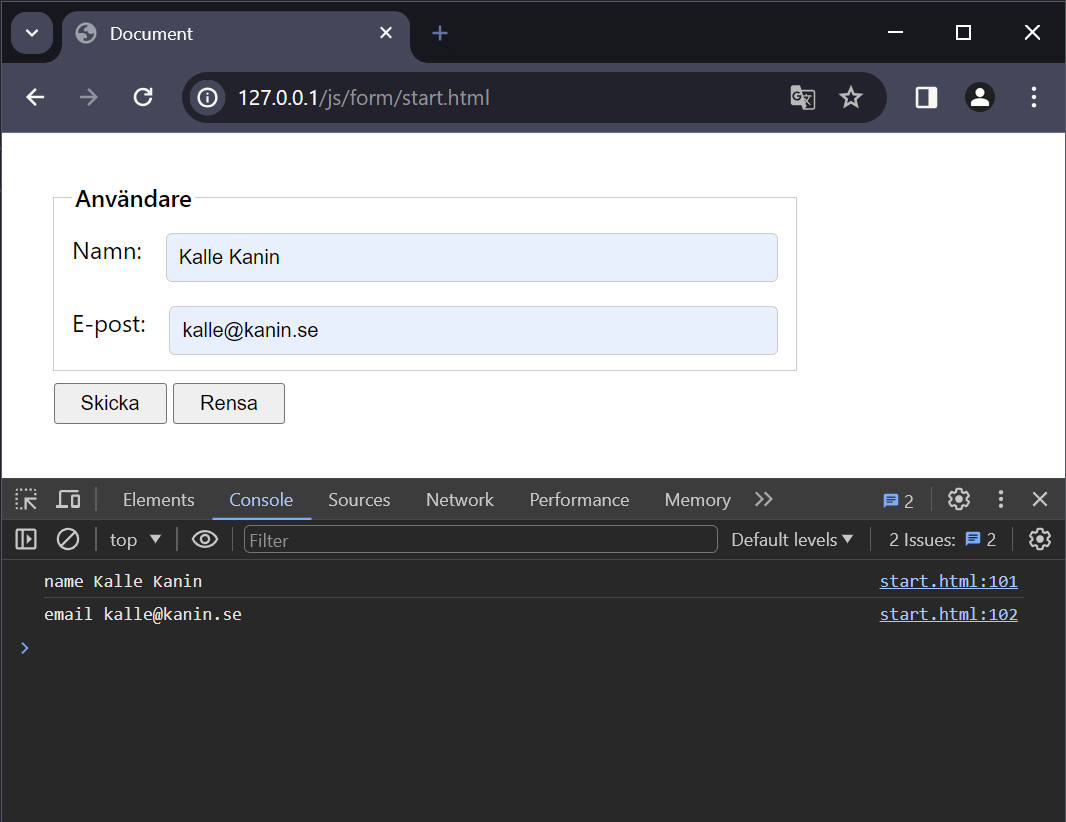 Document
127.0.0.1/js/form/start.html
Användare
Namn: Kalle Kanin
E-post: kalle@kanin.se
Skicka Rensa
Elements Console Sources Network Performance Memory 2
top Filter Default levels 2 Issues: 2
name Kalle Kanin start.html:101
email kalle@kanin.se start.html:102